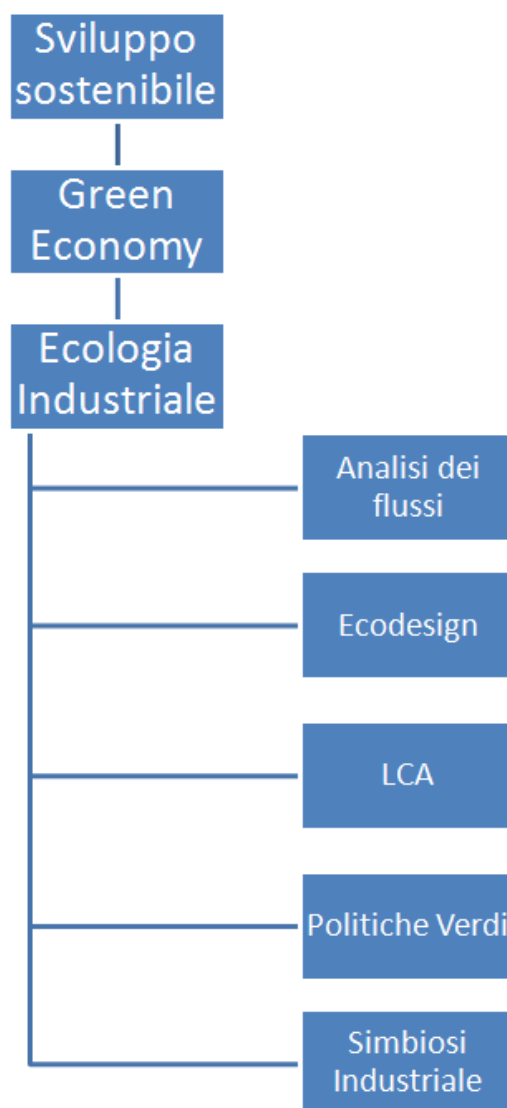 Sviluppo
sostenibile
Green
Economy
Ecologia
Industriale
Analisi dei
flussi
Ecodesign
LCA
Politiche Verdi
Simbiosi
Industriale